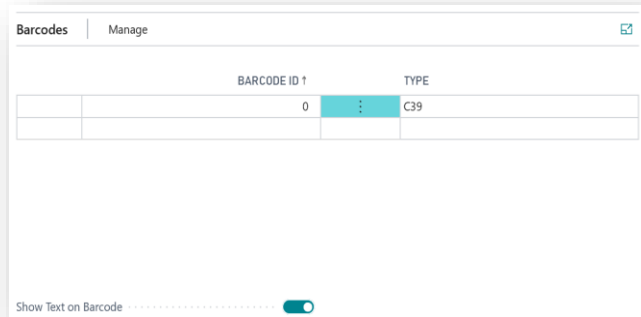 Barcodes Manage
BARCODE ID ↑ TYPE
0 C39
Show Text on Barcode